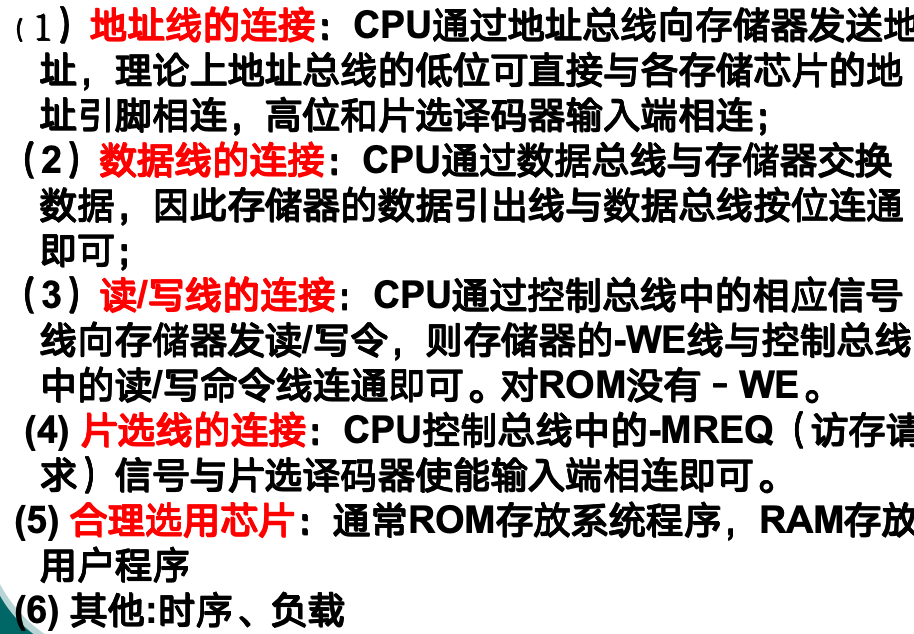 （1）地址线的连接：CPU通过地址总线向存储器发送地
址，理论上地址总线的低位可直接与各存储芯片的地
址引脚相连，高位和片选译码器输入端相连；
（2）数据线的连接：CPU通过数据总线与存储器交换
数据，因此存储器的数据引出线与数据总线按位连通
即可；
（3）读/写线的连接：CPU通过控制总线中的相应信号
线向存储器发读/写令，则存储器的-WE线与控制总线
中的读/写命令线连通即可。对ROM没有－WE。
(4) 片选线的连接：CPU控制总线中的-MREQ（访存请
求）信号与片选译码器使能输入端相连即可。
(5) 合理选用芯片：通常ROM存放系统程序，RAM存放
用户程序
(6) 其他:时序、负载